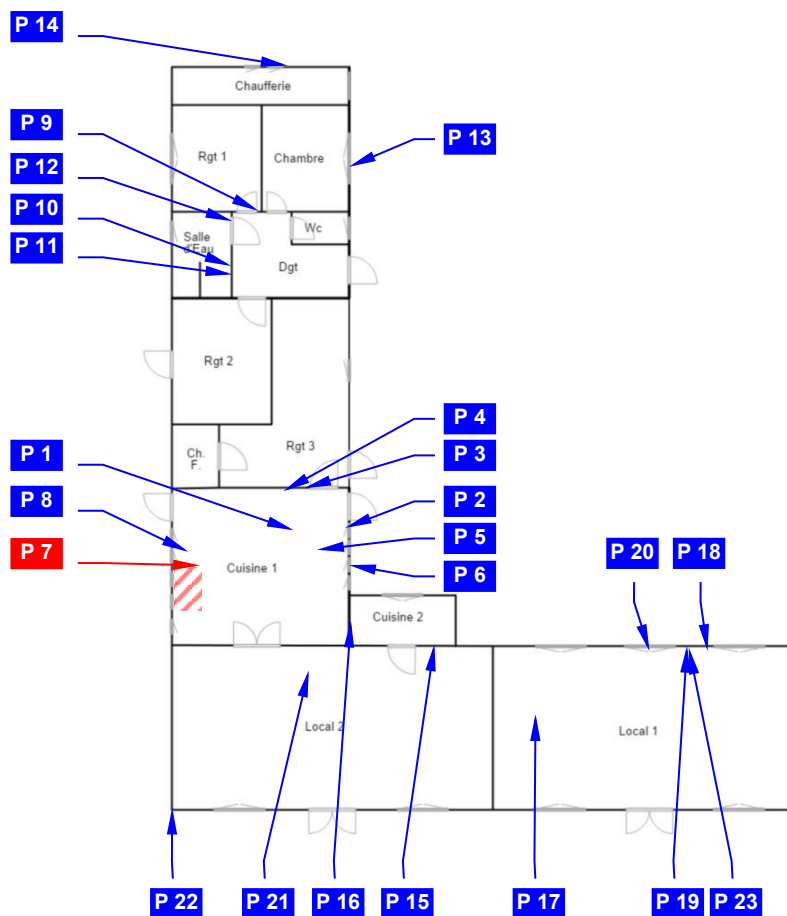 P 14
Chaufferie
P 9
P 13
Rgt 1
Chambre
P 12
P 10
Wc
P 11
Salle
d'Eau
Dgt
Rgt 2
P 4
P 1
Rgt 3
P 3
Ch.
F.
P 8
P 2
P 5
P 7
P 20
P 18
Cuisine 1
P 6
Cuisine 2
Local 2
Local 1
P 22
P 21
P 16
P 15
P 17
P 19
P 23